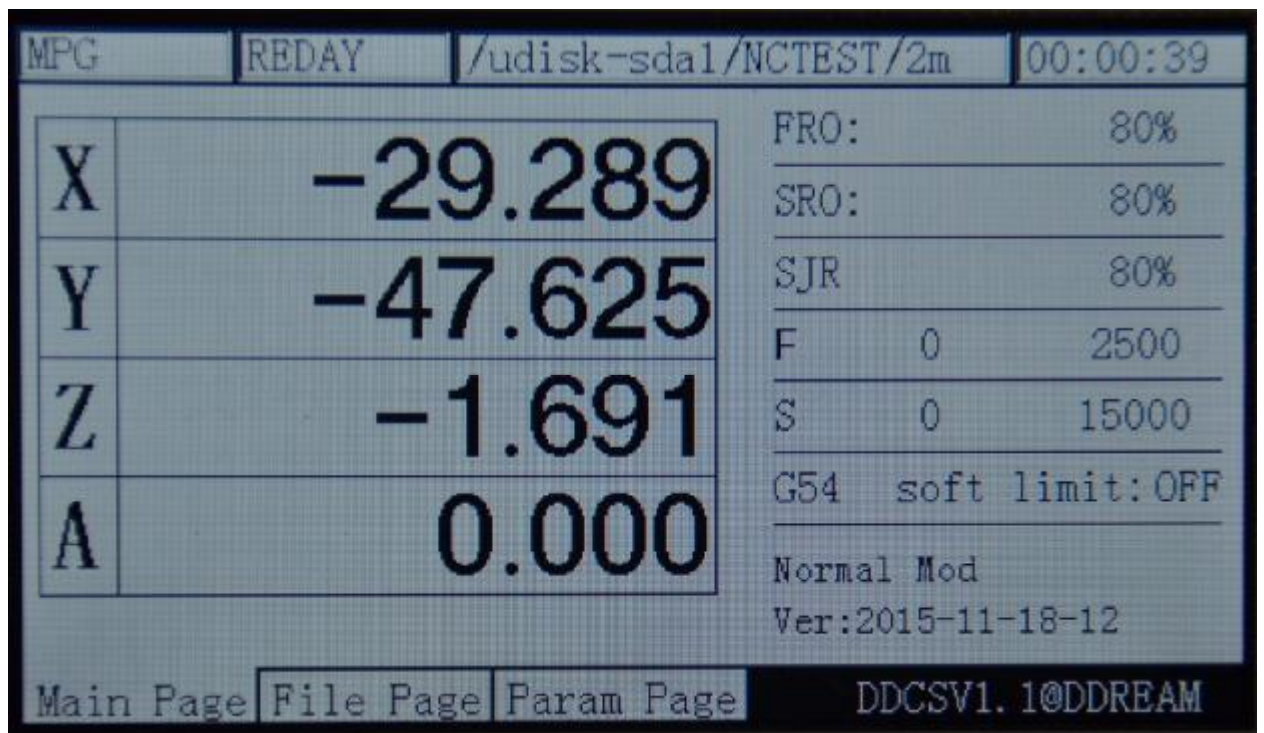 MPG REDAY /udisk-sda1/NCTEST/2m 00:00:39
X -29.289
Y -47.625
Z -1.691
A 0.000
FRO: 80%
SRO: 80%
SJR 80%
F 0 2500
S 0 15000
G54 soft limit:OFF
Normal Mod
Ver:2015-11-18-12
Main Page File Page Param Page DDCSV1.1@DDREAM